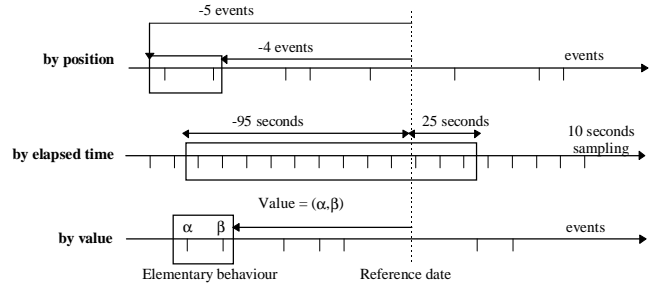 -5 events
-4 events
by position
events
-95 seconds
25 seconds
10 seconds
sampling
by elapsed time
Value = (α,β)
α β
events
by value
Elementary behaviour
Reference date